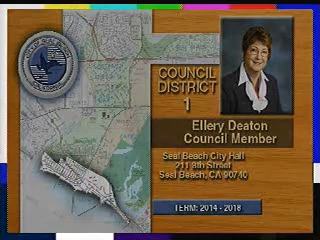 COUNCIL
DISTRICT
1
Ellery Deaton
Council Member
Seal Beach City Hall
211 8th Street
Seal Beach, CA 90740
TERM: 2014 - 2018